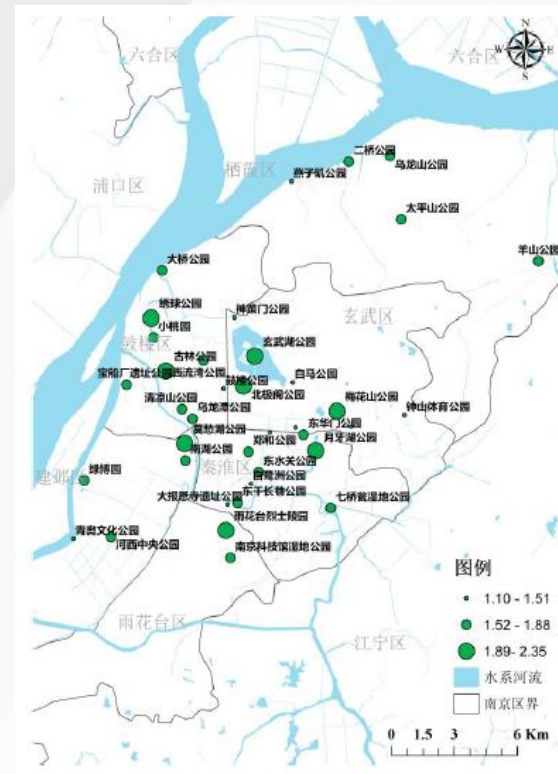 N
W E
S
六合区
六合区
浦口区
栖霞区
二桥公园
乌龙山公园
燕子矶公园
太平山公园
羊山公园
大桥公园
绣球公园
神策门公园
玄武区
小桃园
鼓楼区
玄武湖公园
古林公园
宝船厂遗址公园
西流湾公园
鼓楼公园
白马公园
北极阁公园
清凉山公园
梅花山公园
钟山体育公园
乌龙潭公园
莫愁湖公园
东华门公园
郑和公园
月牙湖公园
南湖公园
秦淮区
东水关公园
白鹭洲公园
建邺区
绿博园
东干长巷公园
大报恩寺遗址公园
七桥瓮湿地公园
雨花台烈士陵园
青奥文化公园
河西中央公园
南京科技馆湿地公园
雨花台区
江宁区
图例
1.10 - 1.51
1.52 - 1.88
1.89- 2.35
水系河流
南京区界
0 1.5 3 6 Km